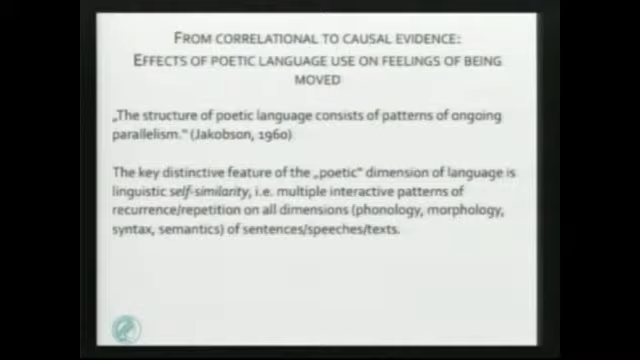 FROM CORRELATIONAL TO CAUSAL EVIDENCE:
EFFECTS OF POETIC LANGUAGE USE ON FEELINGS OF BEING
MOVED
„The structure of poetic language consists of patterns of ongoing
parallelism." (Jakobson, 1960)
The key distinctive feature of the „poetic" dimension of language is
linguistic self-similarity, i.e. multiple interactive patterns of
recurrence/repetition on all dimensions (phonology, morphology,
syntax, semantics) of sentences/speeches/texts.